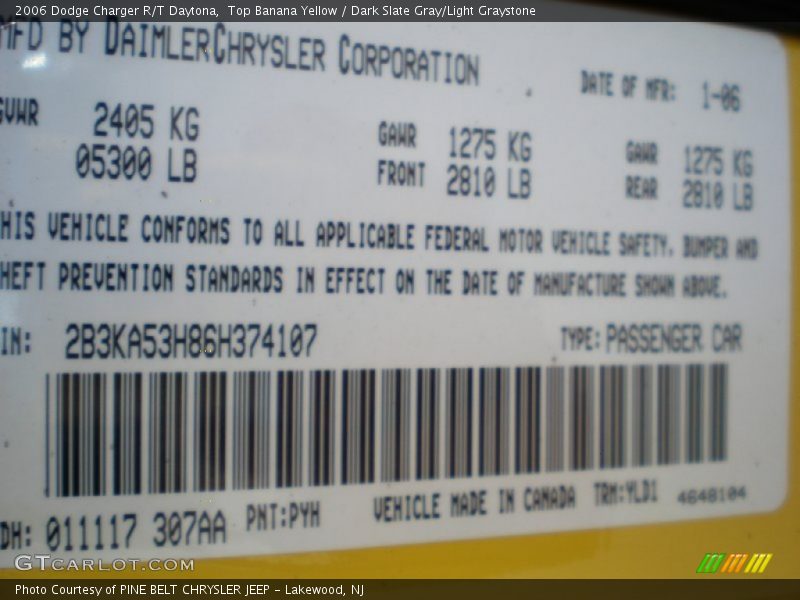 2006 Dodge Charger R/T Daytona, Top Banana Yellow / Dark Slate Gray/Light Graystone
MFD BY DAIMLERCHRYSLER CORPORATION
DATE OF MFR: 1-06
GVWR 2405 KG
05300 LB
GAWR FRONT 1275 KG
2810 LB
GAWR REAR 1275 KG
2810 LB
HIS VEHICLE CONFORMS TO ALL APPLICABLE FEDERAL MOTOR VEHICLE SAFETY, BUMPER AND
HEFT PREVENTION STANDARDS IN EFFECT ON THE DATE OF MANUFACTURE SHOWN ABOVE.
IN: 2B3KA53H86H374107 TYPE: PASSENGER CAR
DH: 011117 307AA PNT:PYH VEHICLE MADE IN CANADA TRM:YLD1 4648104
GTcarlot.com
Photo Courtesy of PINE BELT CHRYSLER JEEP - Lakewood, NJ